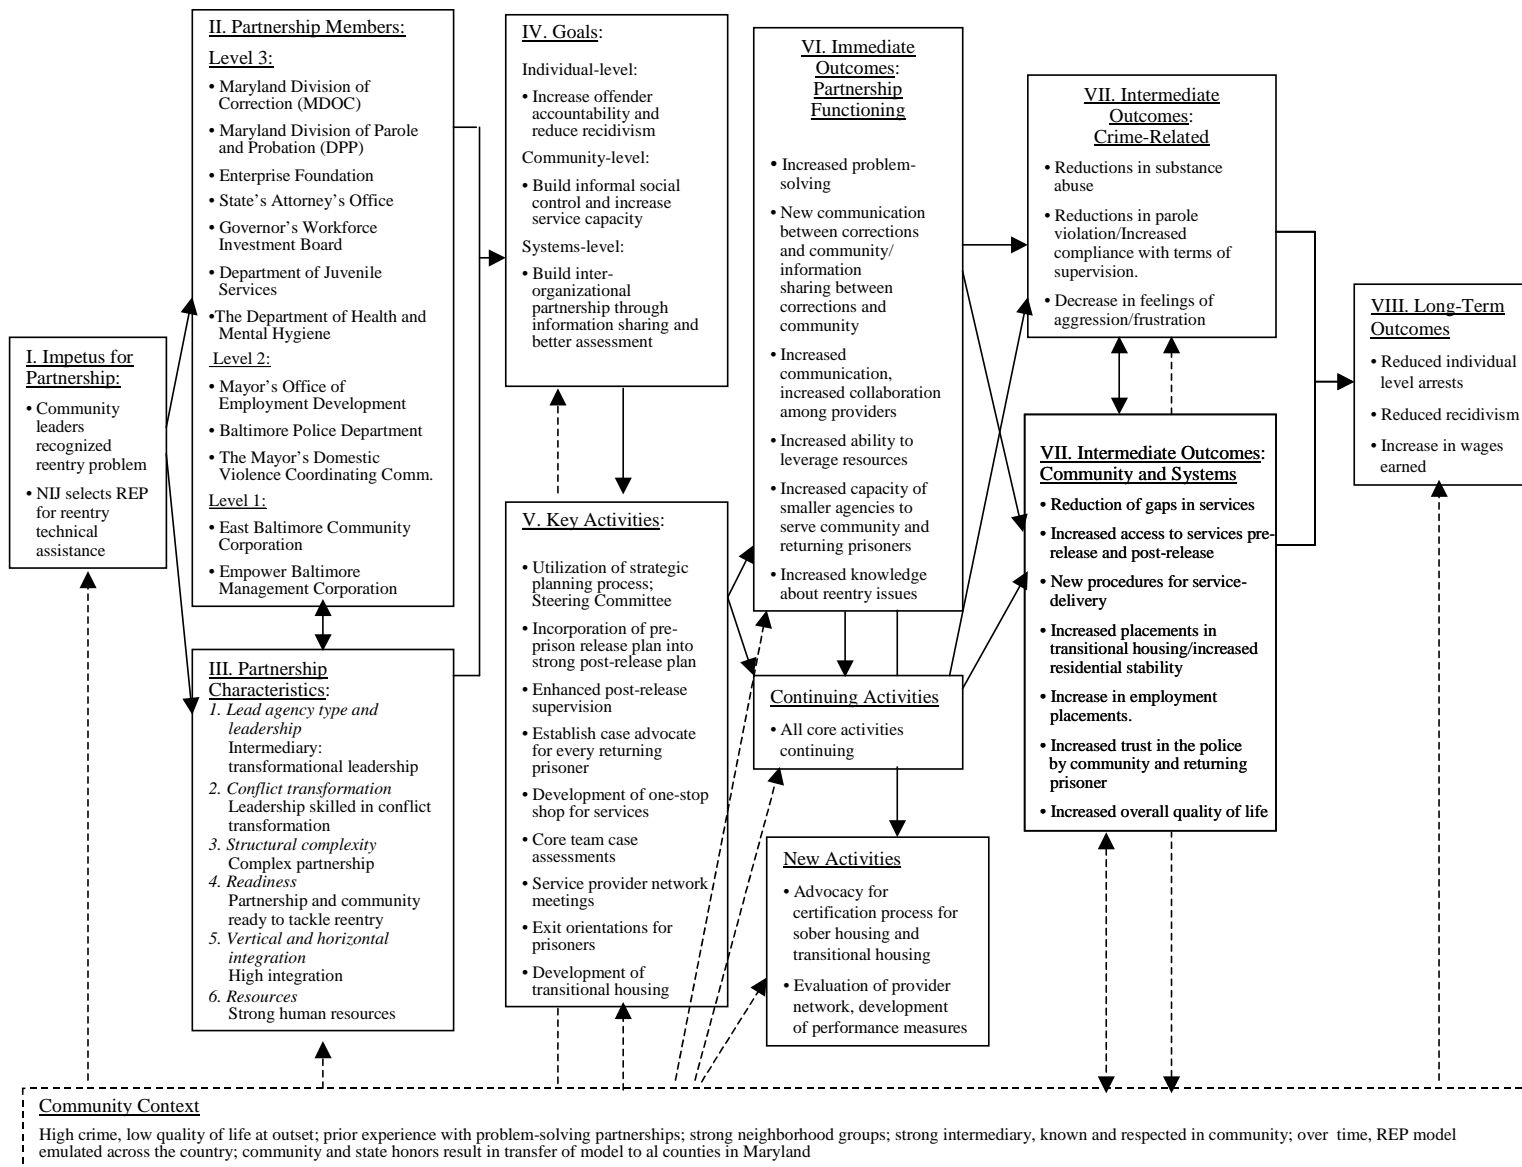 I. Impetus for
Partnership:
• Community
leaders
recognized
reentry problem
• NIJ selects REP
for reentry
technical
assistance
II. Partnership Members:
Level 3:
• Maryland Division of
Correction (MDOC)
• Maryland Division of Parole
and Probation (DPP)
• Enterprise Foundation
• State’s Attorney’s Office
• Governor’s Workforce
Investment Board
• Department of Juvenile
Services
•The Department of Health and
Mental Hygiene
Level 2:
• Mayor’s Office of
Employment Development
• Baltimore Police Department
• The Mayor’s Domestic
Violence Coordinating Comm.
Level 1:
• East Baltimore Community
Corporation
• Empower Baltimore
Management Corporation
III. Partnership
Characteristics:
1. Lead agency type and
leadership
Intermediary:
transformational leadership
2. Conflict transformation
Leadership skilled in conflict
transformation
3. Structural complexity
Complex partnership
4. Readiness
Partnership and community
ready to tackle reentry
5. Vertical and horizontal
integration
High integration
6. Resources
Strong human resources
IV. Goals:
Individual-level:
• Increase offender
accountability and
reduce recidivism
Community-level:
• Build informal social
control and increase
service capacity
Systems-level:
• Build inter-
organizational
partnership through
information sharing and
better assessment
V. Key Activities:
• Utilization of strategic
planning process;
Steering Committee
• Incorporation of pre-
prison release plan into
strong post-release plan
• Enhanced post-release
supervision
• Establish case advocate
for every returning
prisoner
• Development of one-stop
shop for services
• Core team case
assessments
• Service provider network
meetings
• Exit orientations for
prisoners
• Development of
transitional housing
VI. Immediate
Outcomes:
Partnership
Functioning
• Increased problem-
solving
• New communication
between corrections
and community/
information
sharing between
corrections and
community
• Increased
communication,
increased collaboration
among providers
• Increased ability to
leverage resources
• Increased capacity of
smaller agencies to
serve community and
returning prisoners
• Increased knowledge
about reentry issues
Continuing Activities
• All core activities
continuing
New Activities
• Advocacy for
certification process for
sober housing and
transitional housing
• Evaluation of provider
network, development
of performance measures
VII. Intermediate
Outcomes:
Crime-Related
• Reductions in substance
abuse
• Reductions in parole
violation/Increased
compliance with terms of
supervision.
• Decrease in feelings of
aggression/frustration
VII. Intermediate Outcomes:
Community and Systems
• Reduction of gaps in services
• Increased access to services pre-
release and post-release
• New procedures for service-
delivery
• Increased placements in
transitional housing/increased
residential stability
• Increase in employment
placements.
• Increased trust in the police
by community and returning
prisoner
• Increased overall quality of life
VIII. Long-Term
Outcomes
• Reduced individual
level arrests
• Reduced recidivism
• Increase in wages
earned
Community Context
High crime, low quality of life at outset; prior experience with problem-solving partnerships; strong neighborhood groups; strong intermediary, known and respected in community; over time, REP model
emulated across the country; community and state honors result in transfer of model to al counties in Maryland